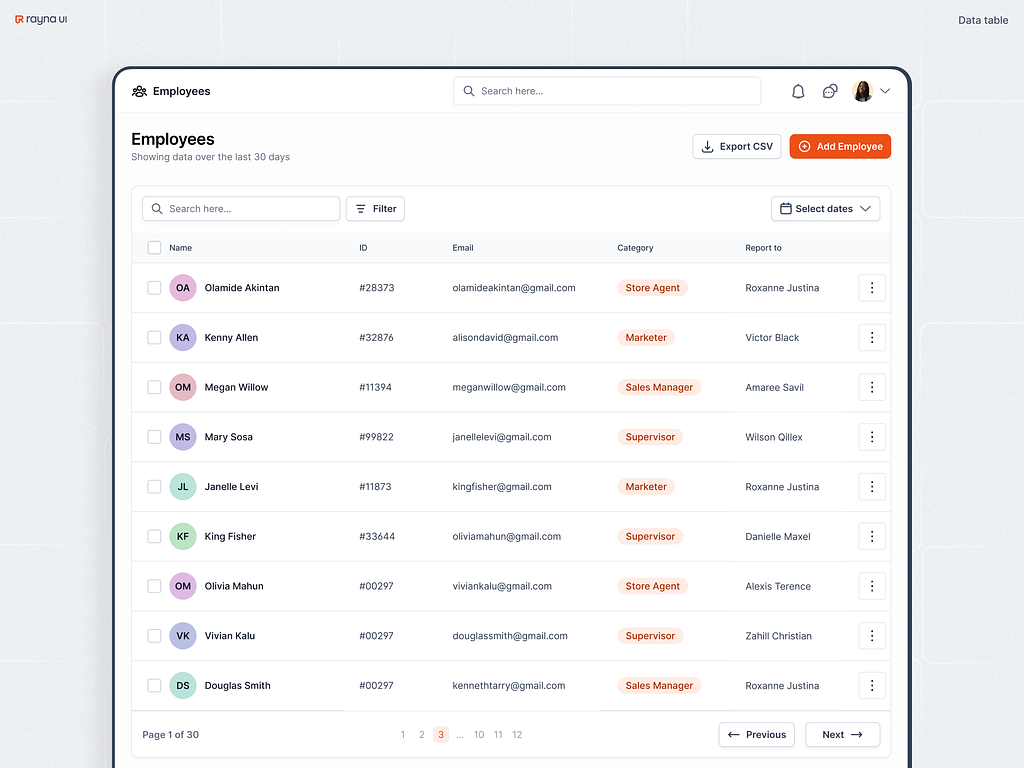 rayna UI
Data table
Employees
Search here...
Employees
Showing data over the last 30 days
Export CSV
Add Employee
Search here...
Filter
Select dates
Name ID Email Category Report to
OA Olamide Akintan #28373 olamideakintan@gmail.com Store Agent Roxanne Justina
KA Kenny Allen #32876 alisondavid@gmail.com Marketer Victor Black
OM Megan Willow #11394 meganwillow@gmail.com Sales Manager Amaree Savil
MS Mary Sosa #99822 janellelevi@gmail.com Supervisor Wilson Qillex
JL Janelle Levi #11873 kingfisher@gmail.com Marketer Roxanne Justina
KF King Fisher #33644 oliviamahun@gmail.com Supervisor Danielle Maxel
OM Olivia Mahun #00297 viviankalu@gmail.com Store Agent Alexis Terence
VK Vivian Kalu #00297 douglassmith@gmail.com Supervisor Zahill Christian
DS Douglas Smith #00297 kennethtarry@gmail.com Sales Manager Roxanne Justina
Page 1 of 30 1 2 3 ... 10 11 12 Previous Next